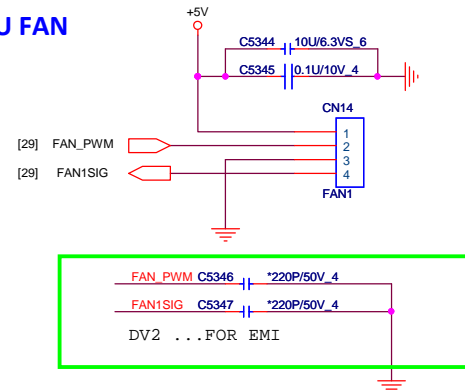 U FAN
+5V
C5344 10U/6.3VS_6
C5345 0.1U/10V_4
CN14
[29] FAN_PWM
[29] FAN1SIG
1
2
3
4
FAN1
FAN_PWM C5346 *220P/50V_4
FAN1SIG C5347 *220P/50V_4
DV2 ...FOR EMI